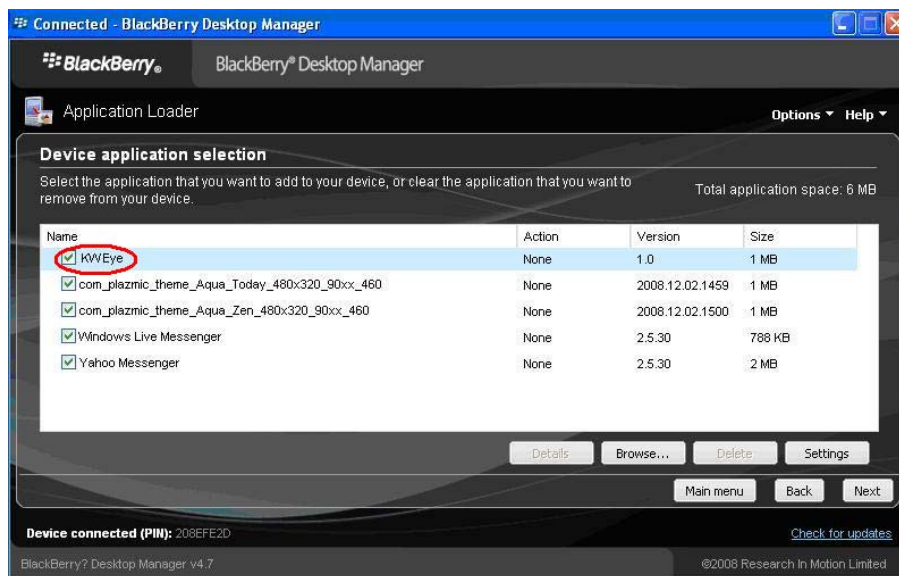 Connected - BlackBerry Desktop Manager
BlackBerry® BlackBerry® Desktop Manager
Application Loader
Options Help
Device application selection
Select the application that you want to add to your device, or clear the application that you want to
remove from your device.
Total application space: 6 MB
Name Action Version Size
KWEye None 1.0 1 MB
com_plazmic_theme_Aqua_Today_480x320_90xx_460 None 2008.12.02.1459 1 MB
com_plazmic_theme_Aqua_Zen_480x320_90xx_460 None 2008.12.02.1500 1 MB
Windows Live Messenger None 2.5.30 788 KB
Yahoo Messenger None 2.5.30 2 MB
Details Browse... Delete Settings
Main menu Back Next
Device connected (PIN): 208EFE2D Check for updates
BlackBerry? Desktop Manager v4.7 ©2008 Research In Motion Limited